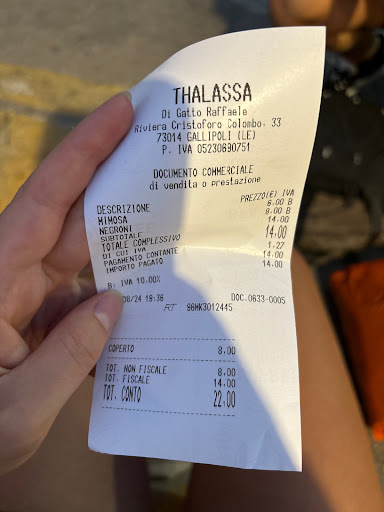 THALASSA
Di Gatto Raffaele
Riviera Cristoforo Colombo, 33
73014 GALLIPOLI (LE)
P. IVA 05230690751
DOCUMENTO COMMERCIALE
di vendita o prestazione
DESCRIZIONE PREZZO(€) IVA
MIMOSA 6.00 B
NEGRONI 8.00 B
SUBTOTALE 14.00
TOTALE COMPLESSIVO 14.00
DI CUI IVA 1.27
PAGAMENTO CONTANTE 14.00
IMPORTO PAGATO 14.00
B: IVA 10.00%
08/24 19:36 DOC.0633-0005
RT 96MK3012445
COPERTO 8,00
TOT. NON FISCALE 8,00
TOT. FISCALE 14,00
TOT. CONTO 22,00